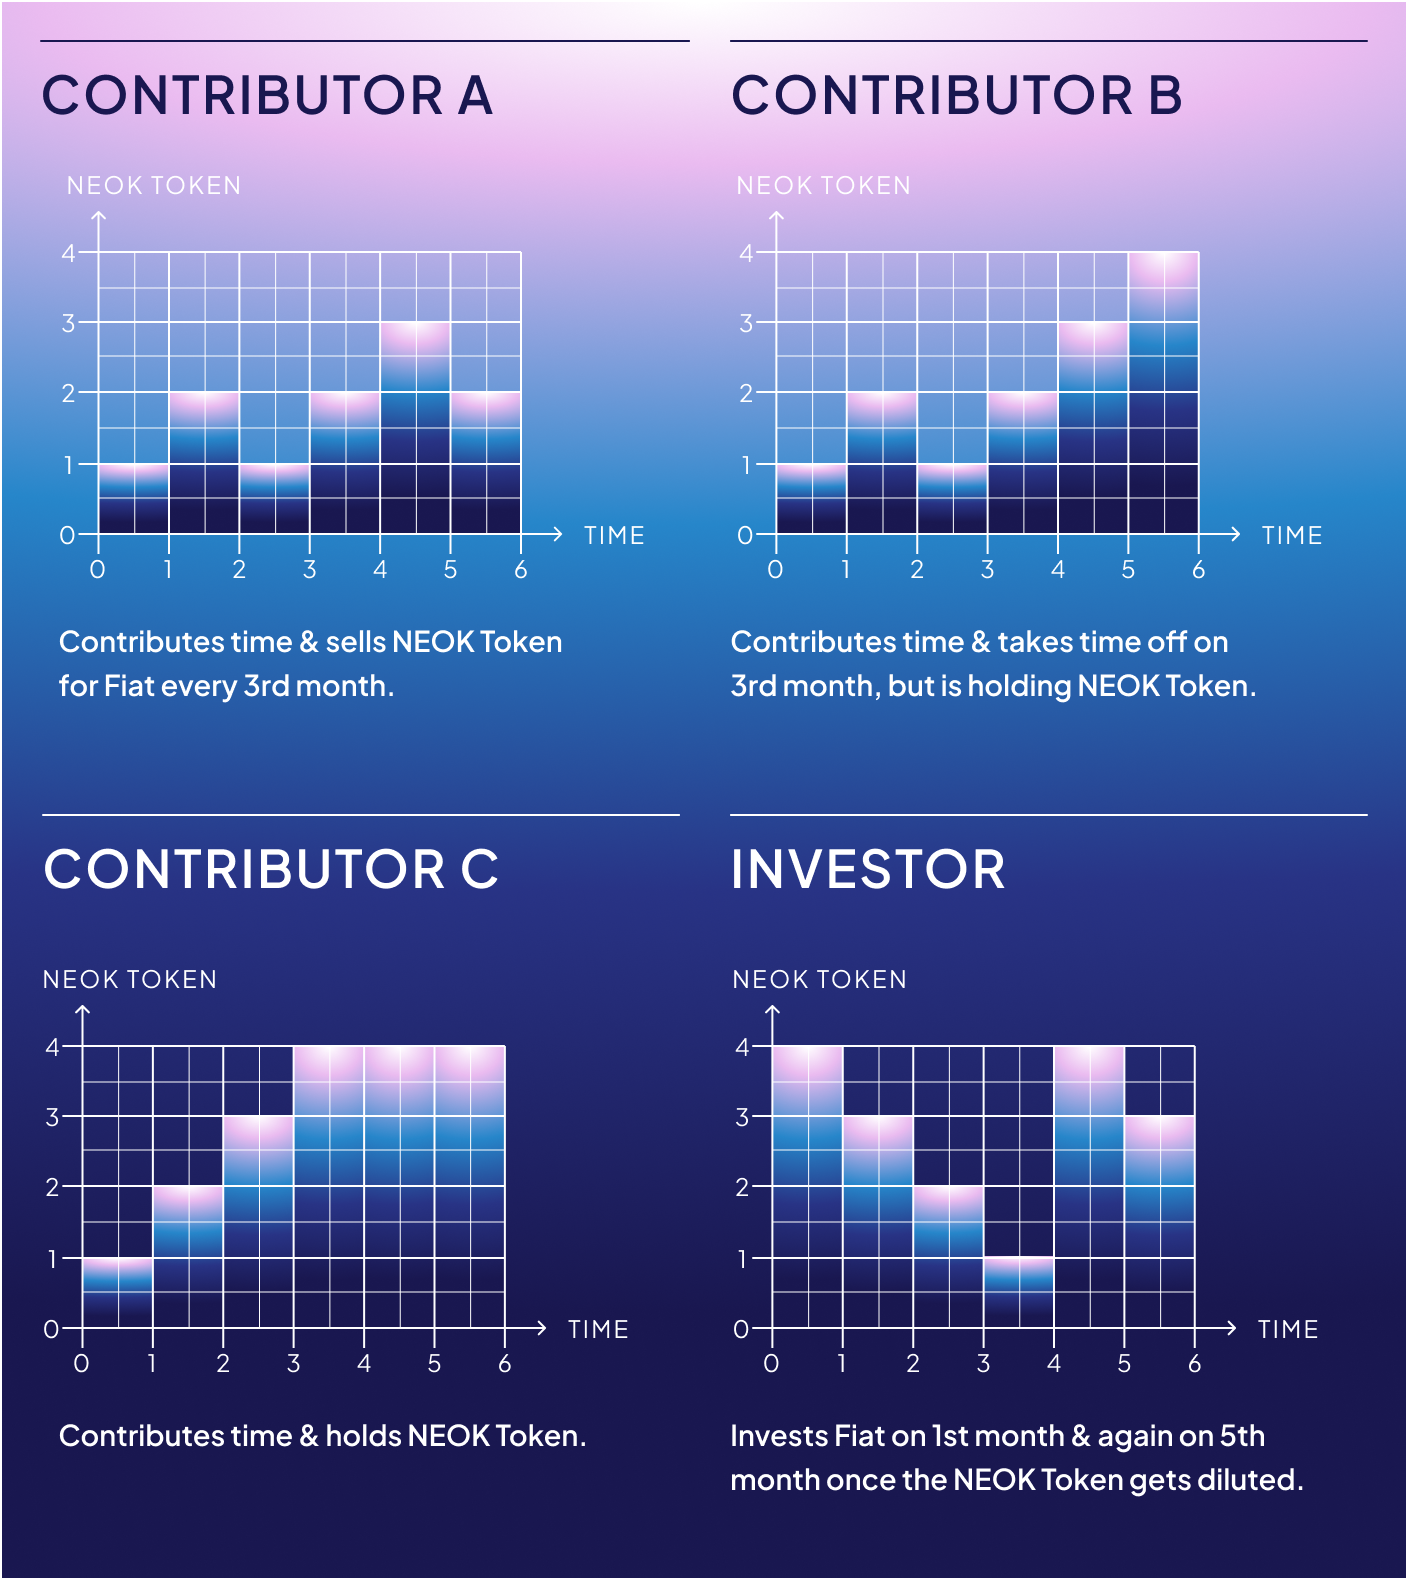 CONTRIBUTOR A
NEOK TOKEN
4
3
2
1
0
0 1 2 3 4 5 6
TIME
Contributes time & sells NEOK Token
for Fiat every 3rd month.
CONTRIBUTOR B
NEOK TOKEN
4
3
2
1
0
0 1 2 3 4 5 6
TIME
Contributes time & takes time off on
3rd month, but is holding NEOK Token.
CONTRIBUTOR C
NEOK TOKEN
4
3
2
1
0
0 1 2 3 4 5 6
TIME
Contributes time & holds NEOK Token.
INVESTOR
NEOK TOKEN
4
3
2
1
0
0 1 2 3 4 5 6
TIME
Invests Fiat on 1st month & again on 5th
month once the NEOK Token gets diluted.